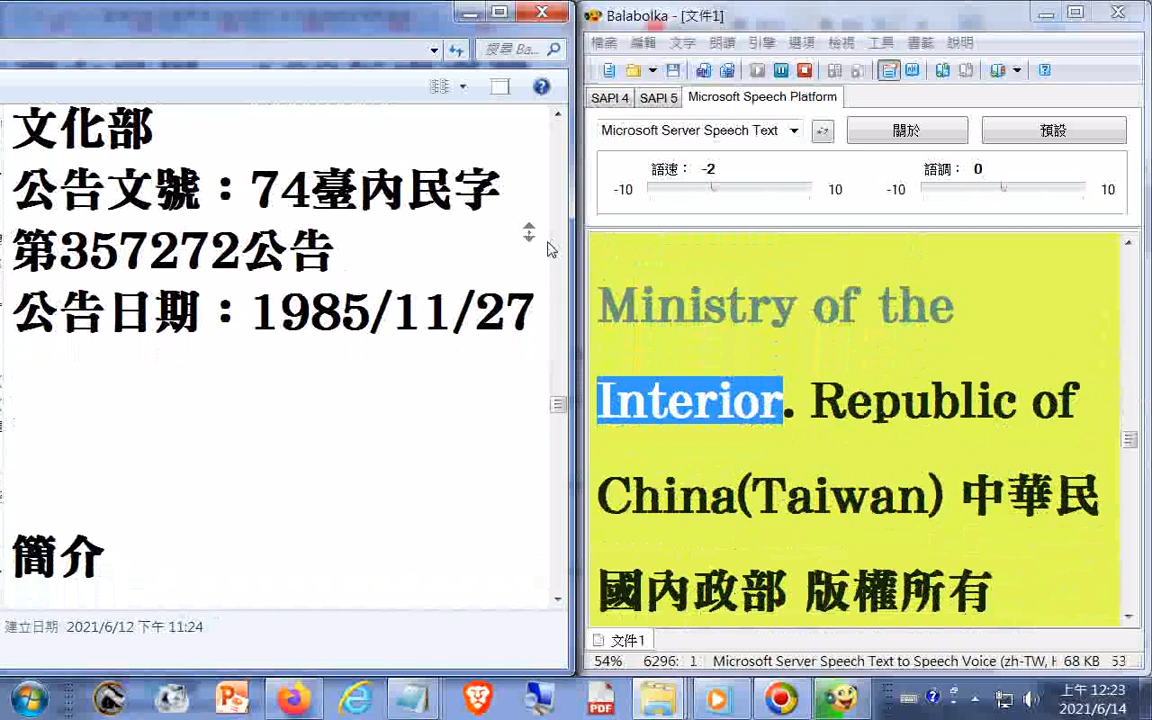 搜尋 Ba...
文化部
公告文號：74臺內民字
第357272公告
公告日期：1985/11/27
簡介
建立日期 2021/6/12 下午 11:24
Balabolka - [文件1]
檔案 編輯 文字 朗讀 引擎 選項 檢視 工具 書籤 說明
SAPI 4 SAPI 5 Microsoft Speech Platform
Microsoft Server Speech Text 關於 預設
語速： -2 語調： 0
-10 10 -10 10
Ministry of the
Interior. Republic of
China(Taiwan) 中華民
國內政部 版權所有
文件1
54% 6296: 1 Microsoft Server Speech Text to Speech Voice (zh-TW, H 68 KB 53
PDF
上午 12:23
2021/6/14